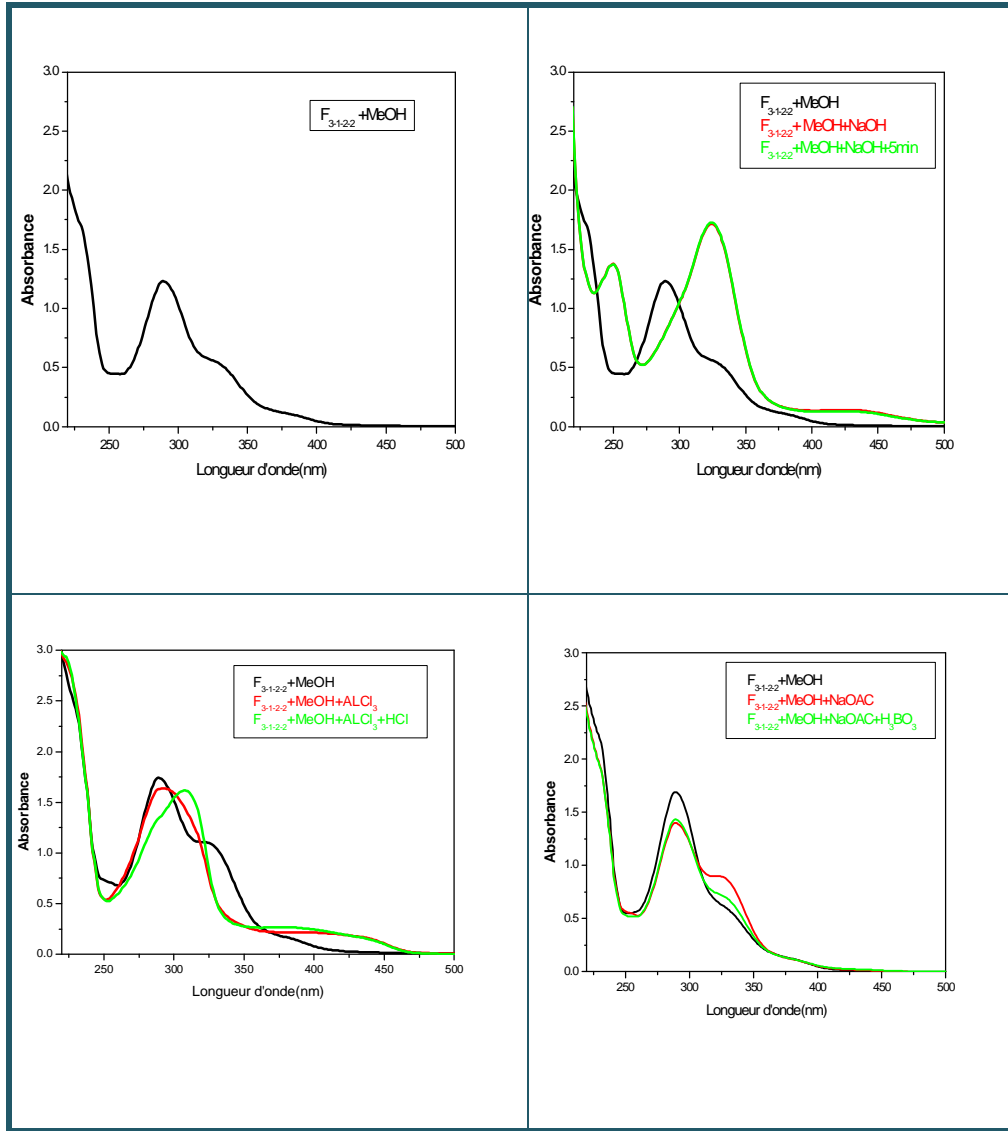 F3-1-2-2 +MeOH
3.0
2.5
2.0
1.5
1.0
0.5
0.0
Absorbance
250 300 350 400 450 500
Longueur d'onde(nm)
F3-1-2-2 +MeOH
F3-1-2-2 + MeOH+NaOH
F3-1-2-2 +MeOH+NaOH+5min
3.0
2.5
2.0
1.5
1.0
0.5
0.0
Absorbance
250 300 350 400 450 500
Longueur d'onde(nm)
F3-1-2-2 +MeOH
F3-1-2-2 +MeOH+ALCl3
F3-1-2-2 +MeOH+ALCl3+HCl
3.0
2.5
2.0
1.5
1.0
0.5
0.0
Absorbance
250 300 350 400 450 500
Longueur d'onde(nm)
F3-1-2-2 +MeOH
F3-1-2-2 +MeOH+NaOAC
F3-1-2-2 +MeOH+NaOAC+H3BO3
3.0
2.5
2.0
1.5
1.0
0.5
0.0
Absorbance
250 300 350 400 450 500
Longueur d'onde(nm)